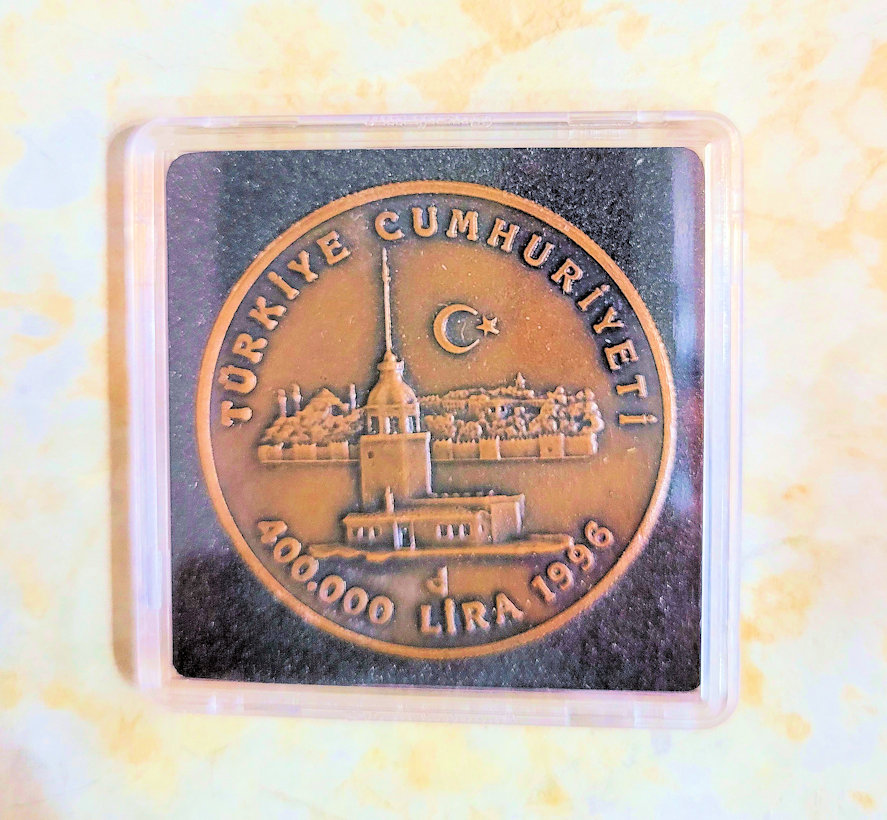 TÜRKİYE CUMHURİYETİ
d
400.000 LİRA 1996